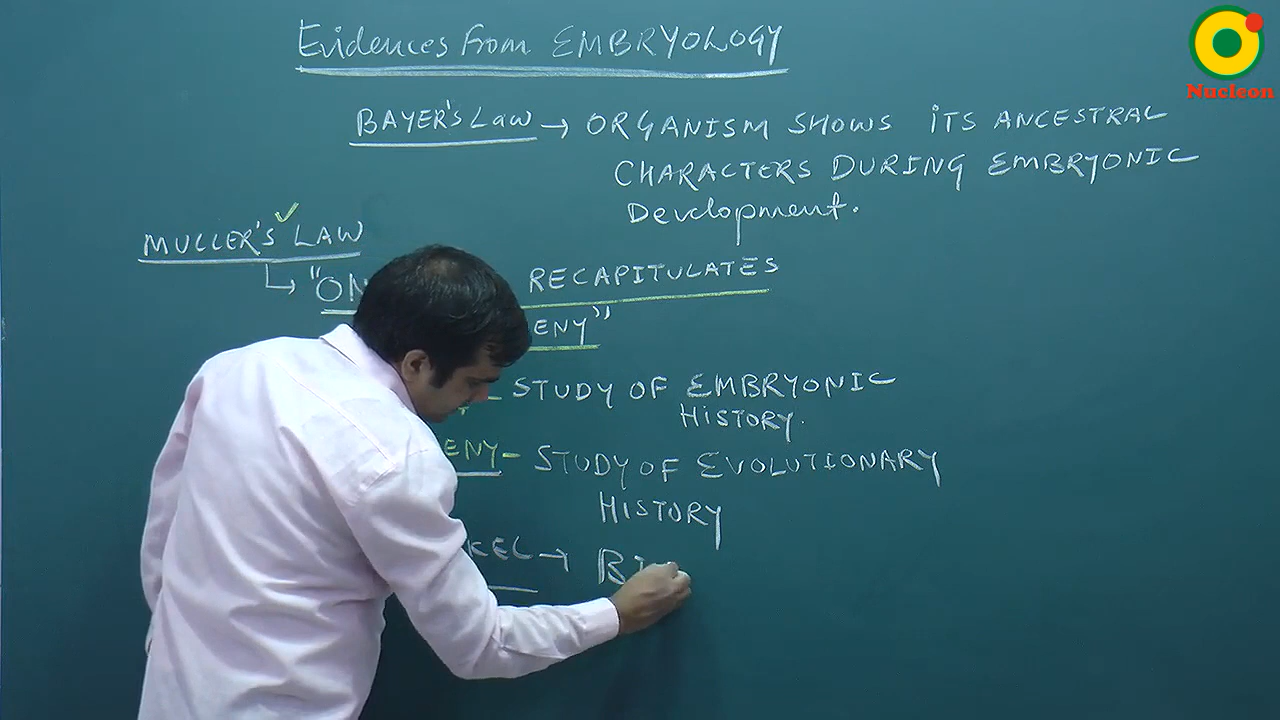 Evidences from EMBRYOLOGY
Nucleon
BAYER'S LAW → ORGANISM SHOWS ITS ANCESTRAL
CHARACTERS DURING EMBRYONIC
Development.
MULLER'S LAW
RECAPITULATES
STUDY OF EMBRYONIC
HISTORY.
STUDY OF EVOLUTIONARY
HISTORY